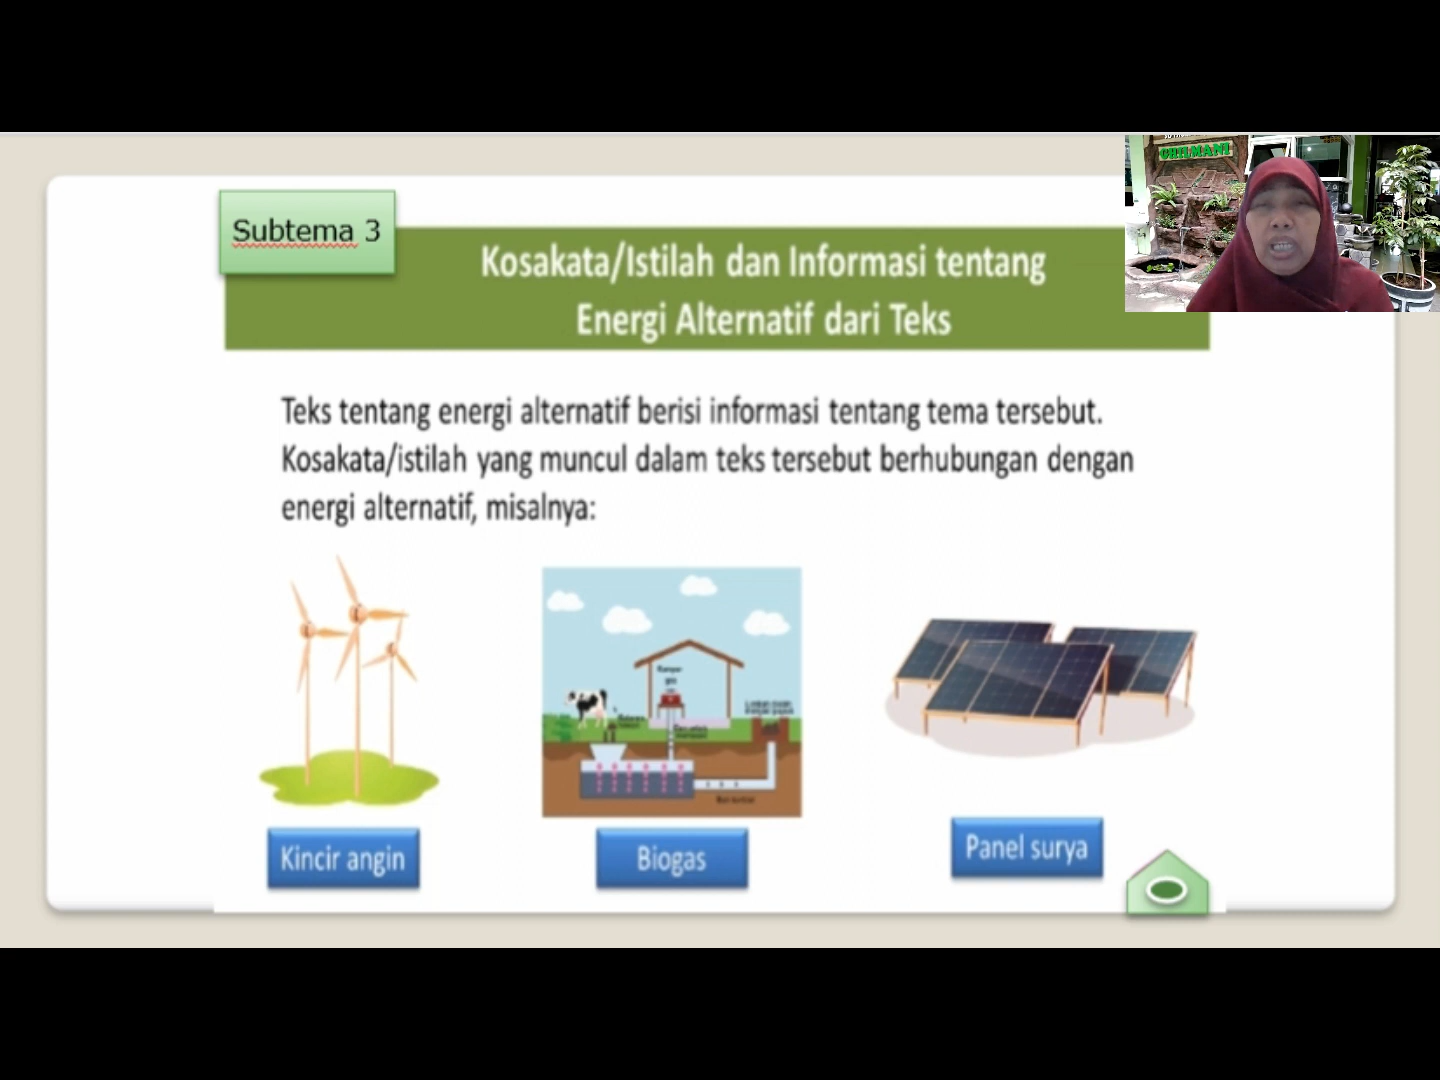 GHILMANI
Subtema 3
Kosakata/Istilah dan Informasi tentang
Energi Alternatif dari Teks
Teks tentang energi alternatif berisi informasi tentang tema tersebut.
Kosakata/istilah yang muncul dalam teks tersebut berhubungan dengan
energi alternatif, misalnya:
Kincir angin
Biogas
Panel surya